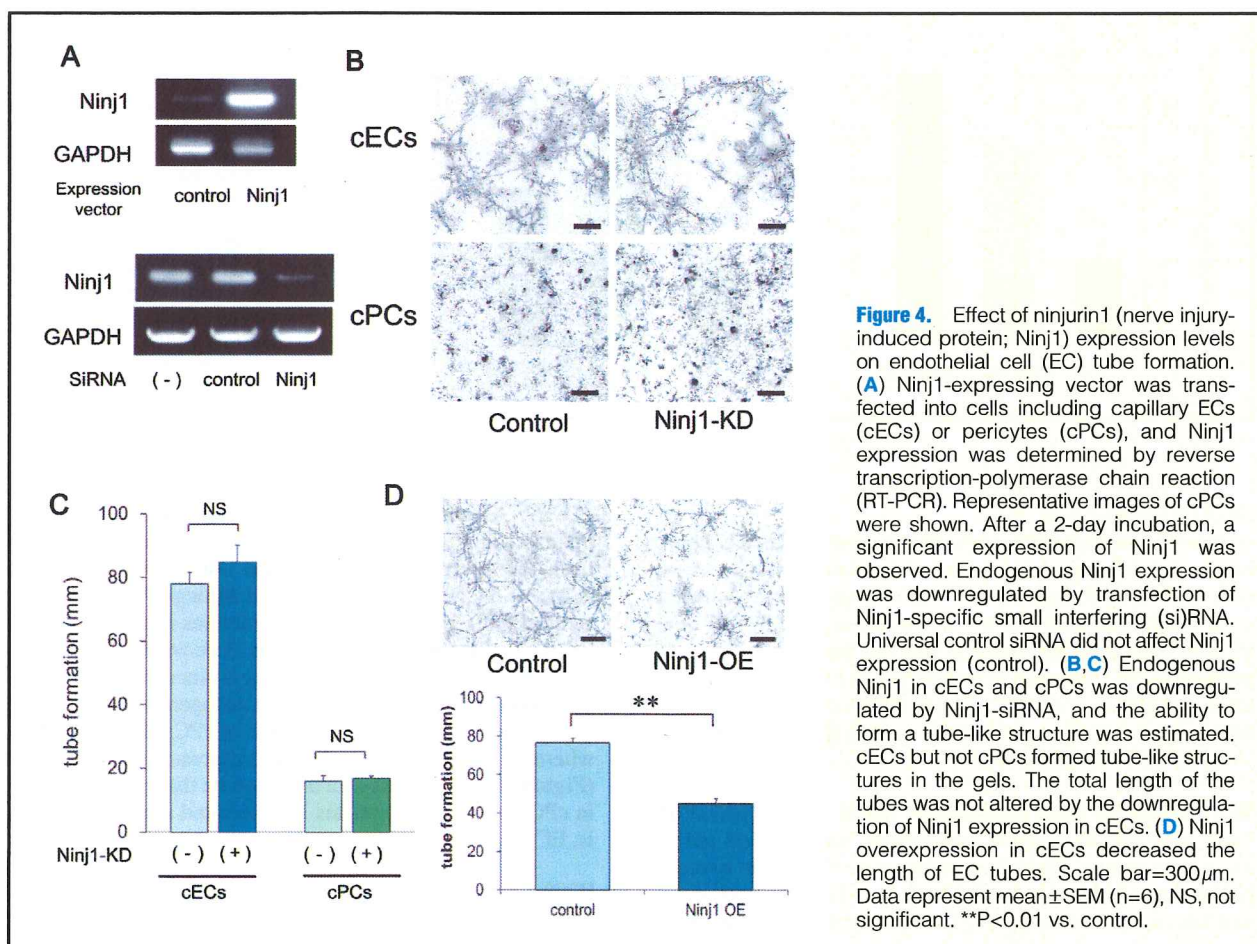 A
Ninj1
GAPDH
Expression
vector
control Ninj1
Ninj1
GAPDH
SiRNA (-) control Ninj1
B
cECs
cPCs
Control Ninj1-KD
C
tube formation (mm)
100
80
60
40
20
0
NS
NS
Ninj1-KD (-) (+) (-) (+)
cECs cPCs
D
Control Ninj1-OE
tube formation (mm)
100
80
60
40
20
0
**
control Ninj1 OE
Figure 4. Effect of ninjurin1 (nerve injury-
induced protein; Ninj1) expression levels
on endothelial cell (EC) tube formation.
(A) Ninj1-expressing vector was trans-
fected into cells including capillary ECs
(cECs) or pericytes (cPCs), and Ninj1
expression was determined by reverse
transcription-polymerase chain reaction
(RT-PCR). Representative images of cPCs
were shown. After a 2-day incubation, a
significant expression of Ninj1 was
observed. Endogenous Ninj1 expression
was downregulated by transfection of
Ninj1-specific small interfering (si)RNA.
Universal control siRNA did not affect Ninj1
expression (control). (B,C) Endogenous
Ninj1 in cECs and cPCs was downregu-
lated by Ninj1-siRNA, and the ability to
form a tube-like structure was estimated.
cECs but not cPCs formed tube-like struc-
tures in the gels. The total length of the
tubes was not altered by the downregula-
tion of Ninj1 expression in cECs. (D) Ninj1
overexpression in cECs decreased the
length of EC tubes. Scale bar=300μm.
Data represent mean±SEM (n=6), NS, not
significant. **P<0.01 vs. control.